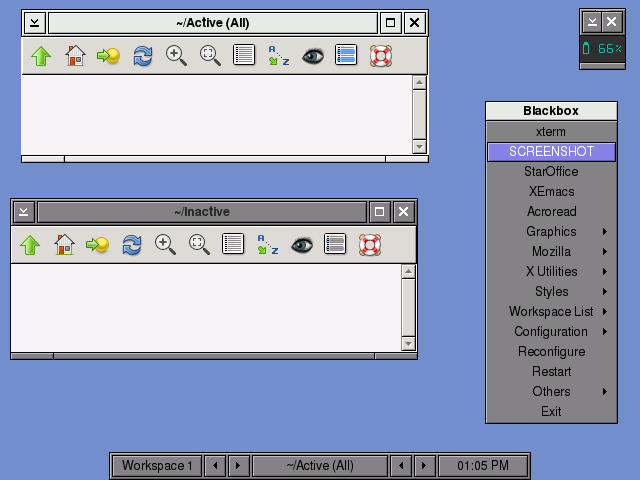 ~/Active (All)
66%
Blackbox
xterm
SCREENSHOT
StarOffice
XEmacs
Acroread
Graphics
Mozilla
X Utilities
Styles
Workspace List
Configuration
Reconfigure
Restart
Others
Exit
~/Inactive
A Z
A Z
Workspace 1 ~/Active (All) 01:05 PM